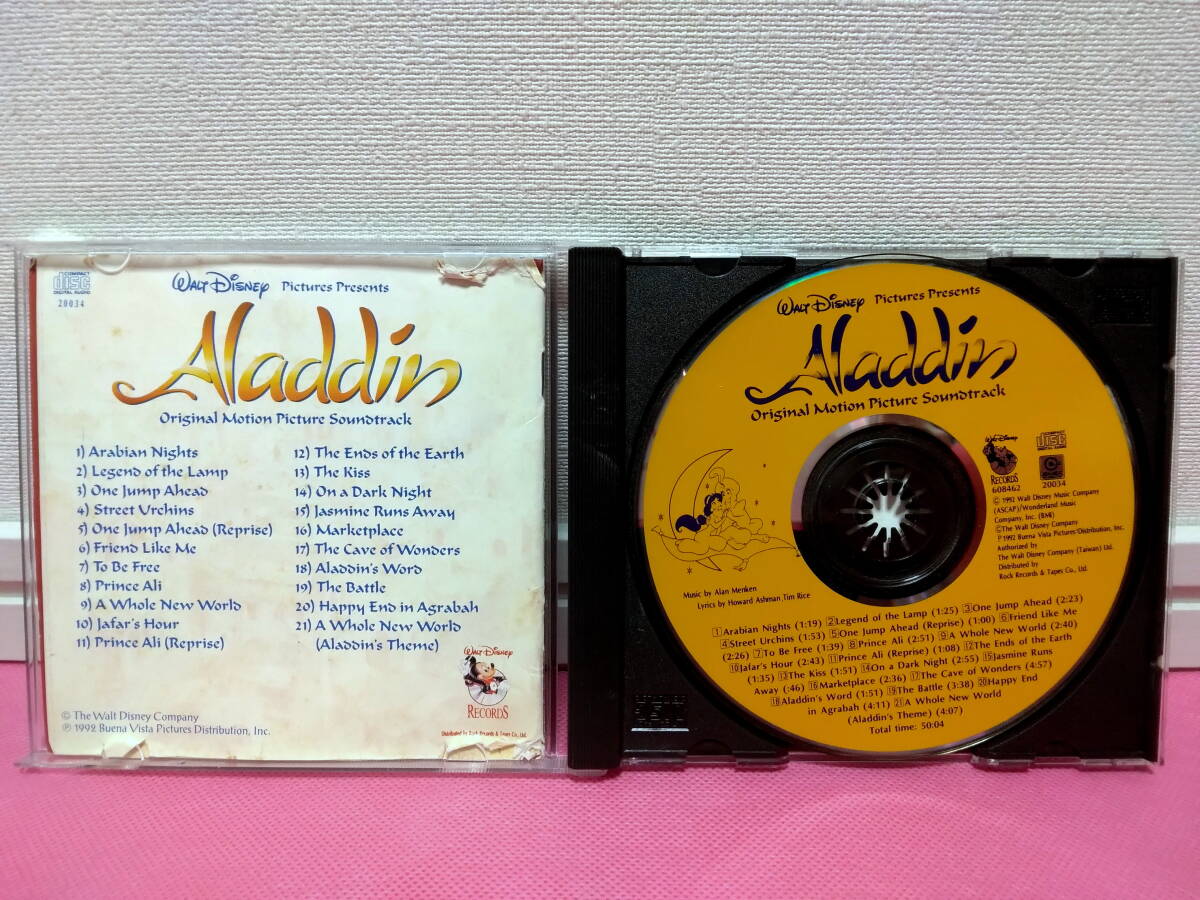 COMPACT
disc
DIGITAL AUDIO
20034
WALT DISNEY Pictures Presents
Aladdin
Original Motion Picture Soundtrack
1) Arabian Nights
2) Legend of the Lamp
3) One Jump Ahead
4) Street Urchins
5) One Jump Ahead (Reprise)
6) Friend Like Me
7) To Be Free
8) Prince Ali
9) A Whole New World
10) Jafar's Hour
11) Prince Ali (Reprise)
12) The Ends of the Earth
13) The Kiss
14) On a Dark Night
15) Jasmine Runs Away
16) Marketplace
17) The Cave of Wonders
18) Aladdin's Word
19) The Battle
20) Happy End in Agrabah
21) A Whole New World
(Aladdin's Theme)
WALT DISNEY
RECORDS
© The Walt Disney Company
℗ 1992 Buena Vista Pictures Distribution, Inc.
Distributed by Rock Records & Tapes Co., Ltd.
WALT DISNEY Pictures Presents
Aladdin
Original Motion Picture Soundtrack
WALT DISNEY
RECORDS
608462
disc
20034
© 1992 Walt Disney Music Company
(ASCAP)/Wonderland Music
Company, Inc. (BMI)
©The Walt Disney Company
℗1992 Buena Vista Pictures Distribution, Inc.
Authorized by
The Walt Disney Company (Taiwan) Ltd.
Distributed by
Rock Records & Tapes Co., Ltd.
Music by Alan Menken
Lyrics by Howard Ashman, Tim Rice
1 Arabian Nights (1:19) 2 Legend of the Lamp (1:25) 3 One Jump Ahead (2:23)
4 Street Urchins (1:53) 5 One Jump Ahead (Reprise) (1:00) 6 Friend Like Me
(2:26) 7 To Be Free (1:39) 8 Prince Ali (2:51) 9 A Whole New World (2:40)
10 Jafar's Hour (2:43) 11 Prince Ali (Reprise) (1:08) 12 The Ends of the Earth
(1:35) 13 The Kiss (1:51) 14 On a Dark Night (2:55) 15 Jasmine Runs
Away (:46) 16 Marketplace (2:36) 17 The Cave of Wonders (4:57)
18 Aladdin's Word (1:51) 19 The Battle (3:38) 20 Happy End
in Agrabah (4:11) 21 A Whole New World
(Aladdin's Theme) (4:07)
Total time: 50:04